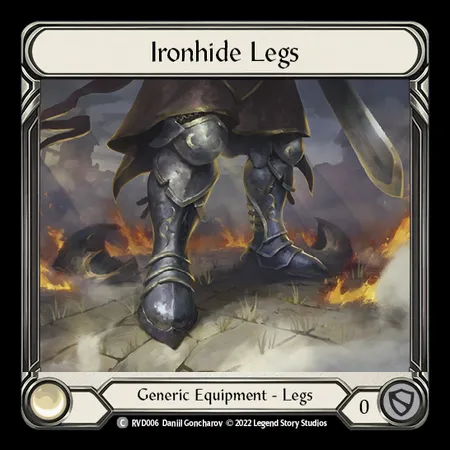 Ironhide Legs
Generic Equipment - Legs
0
C RVD006 Daniil Goncharov © 2022 Legend Story Studios